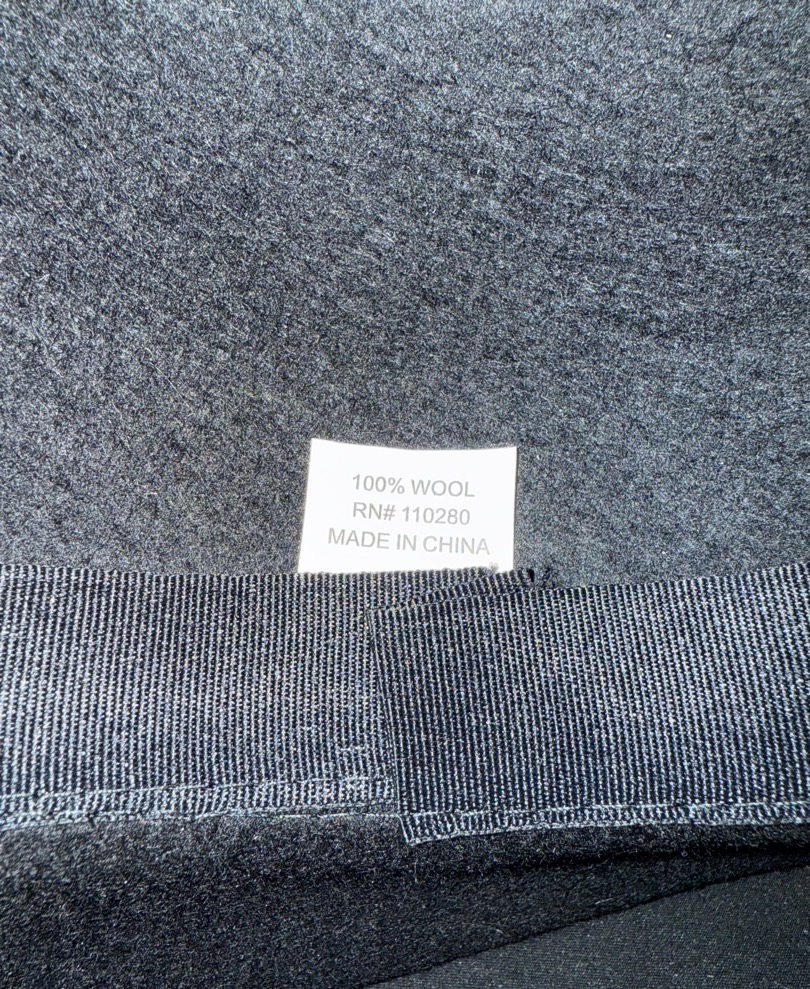 100% WOOL
RN# 110280
MADE IN CHINA